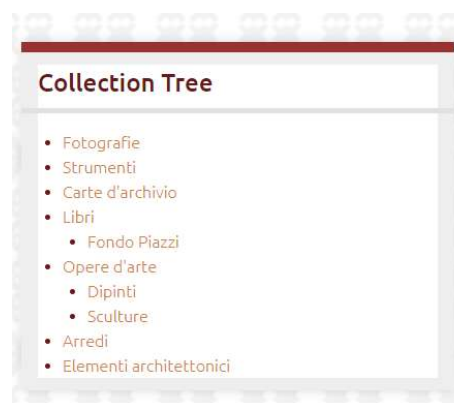 Collection Tree
Fotografie
Strumenti
Carte d'archivio
Libri
Fondo Piazzi
Opere d'arte
Dipinti
Sculture
Arredi
Elementi architettonici